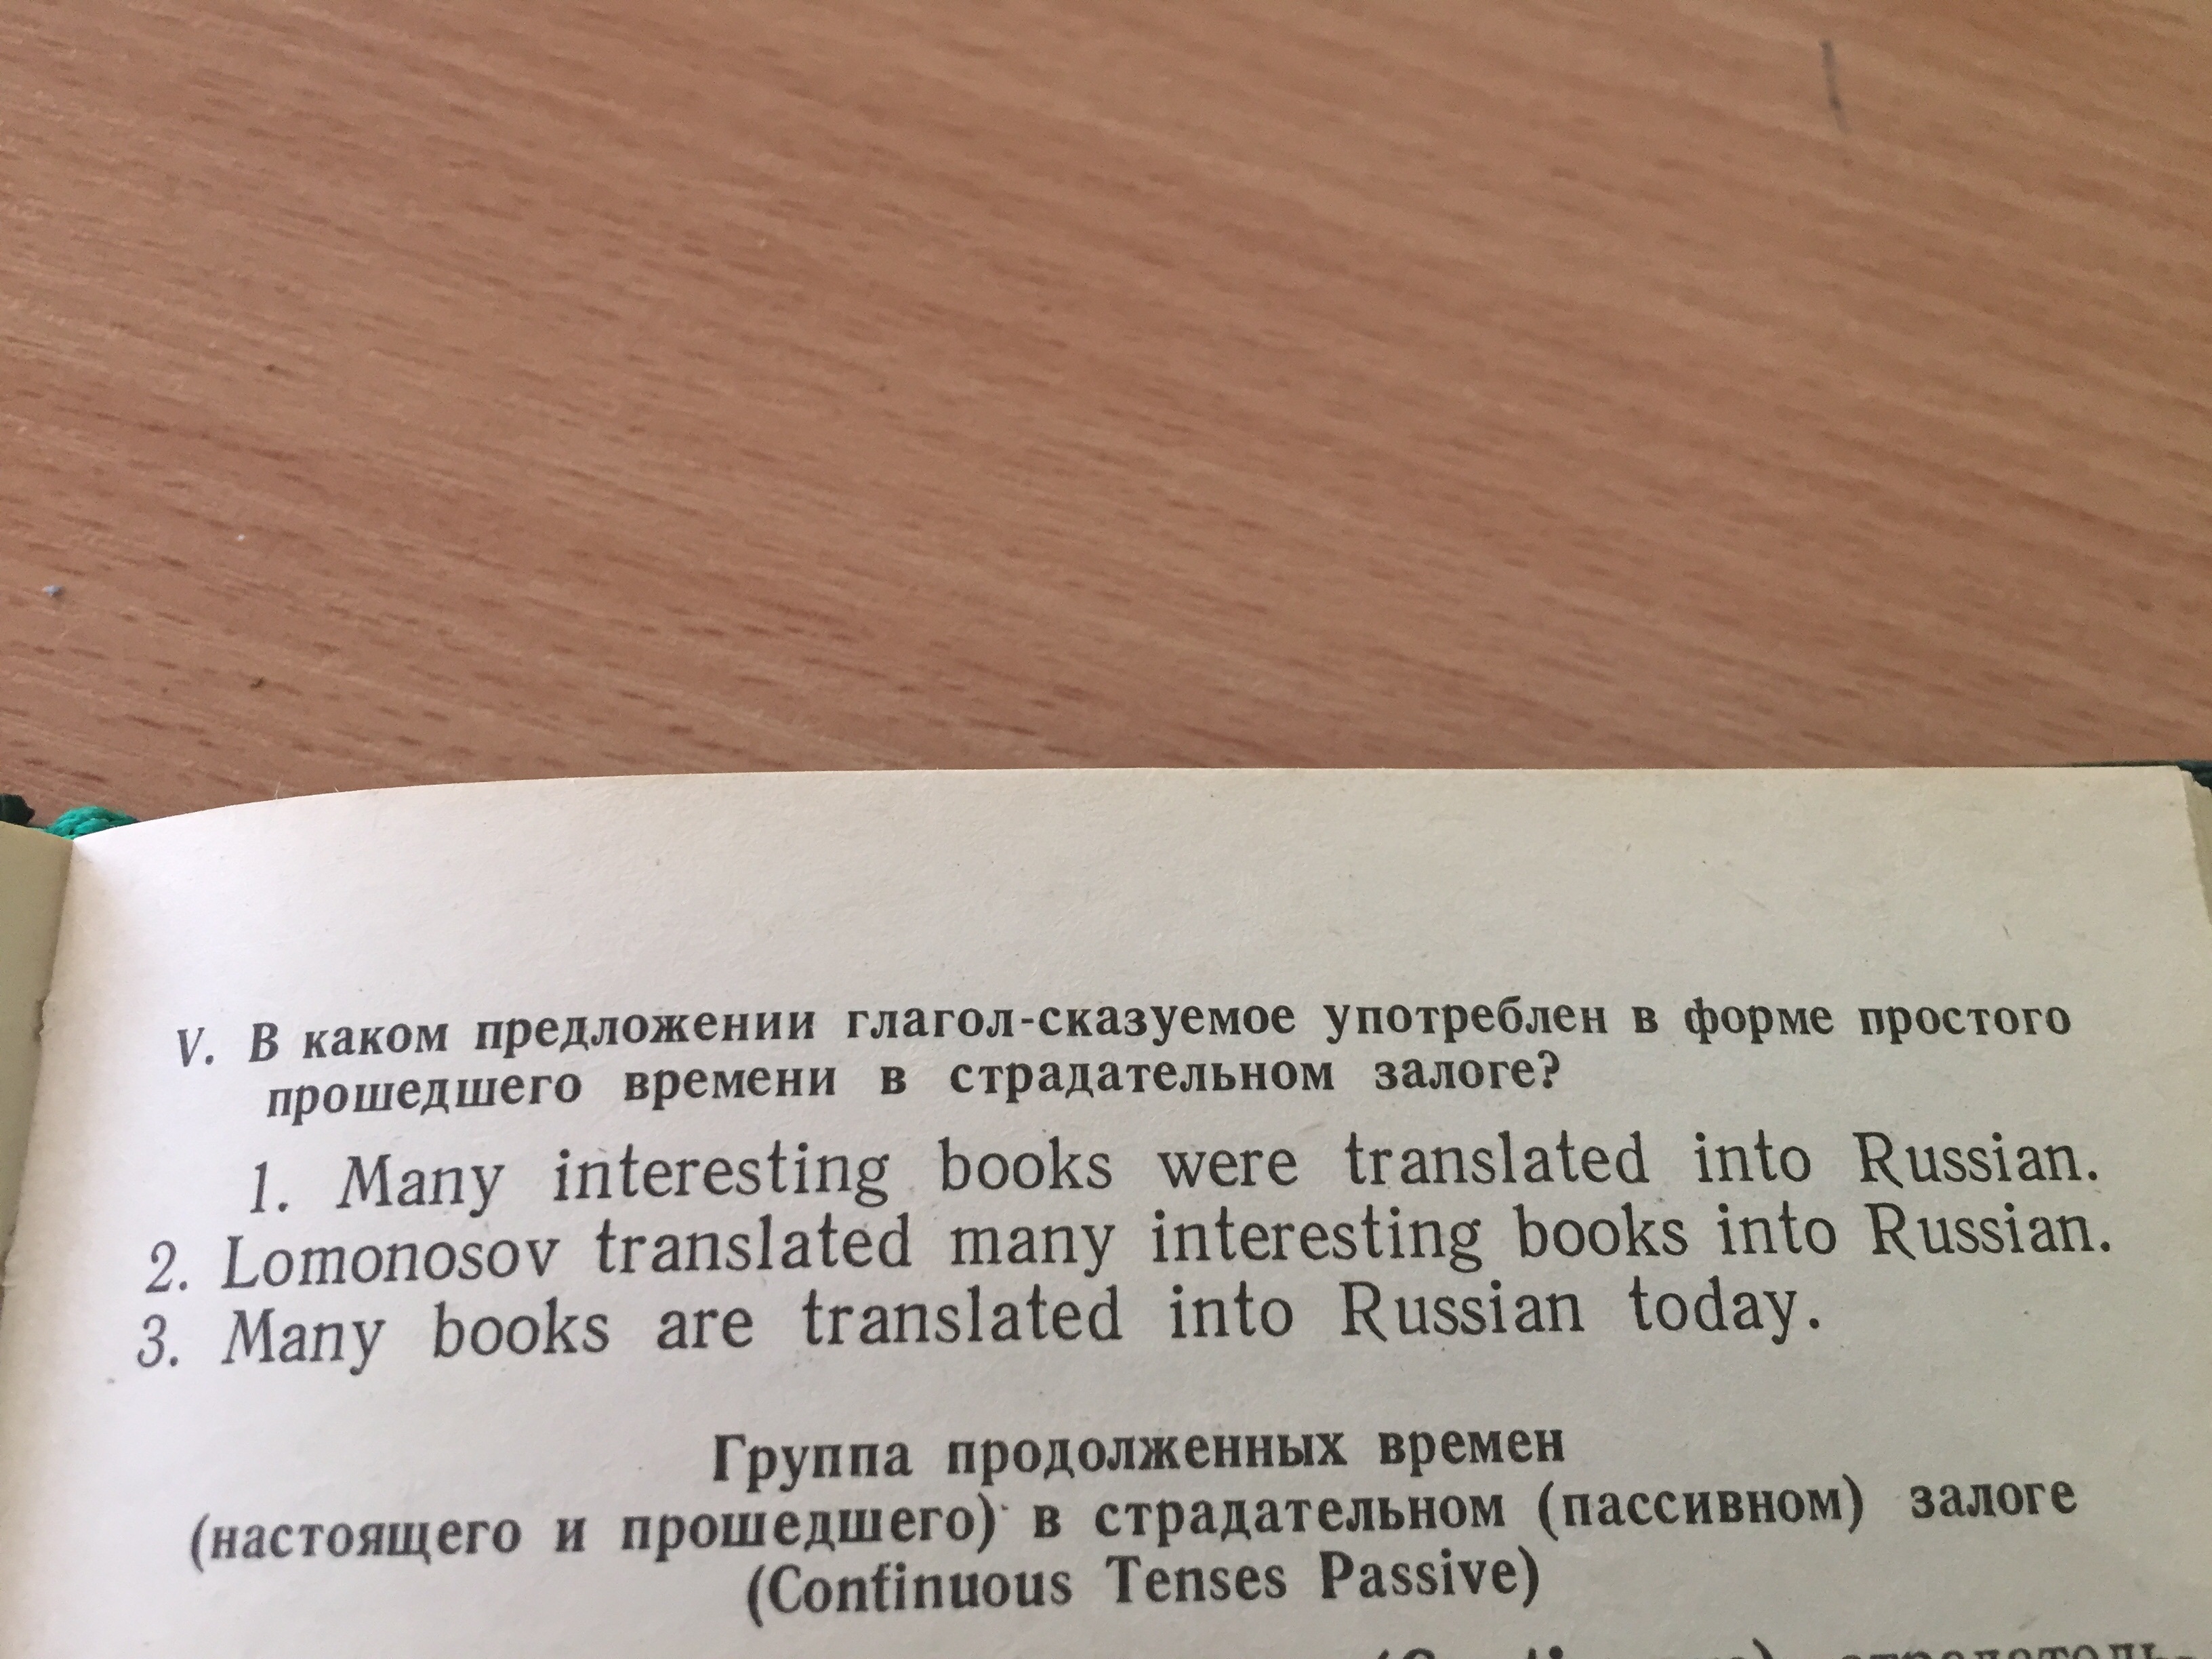 V. В каком предложении глагол-сказуемое употреблен в форме простого
прошедшего времени в страдательном залоге?
1. Many interesting books were translated into Russian.
2. Lomonosov translated many interesting books into Russian.
3. Many books are translated into Russian today.
Группа продолженных времен
(настоящего и прошедшего) в страдательном (пассивном) залоге
(Continuous Tenses Passive)